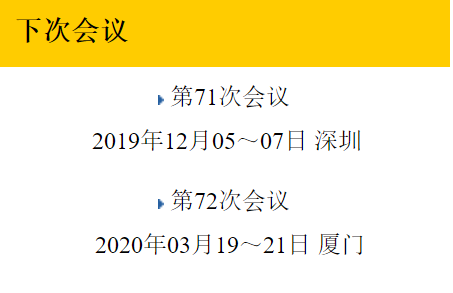 下次会议
第71次会议
2019年12月05～07日 深圳
第72次会议
2020年03月19～21日 厦门